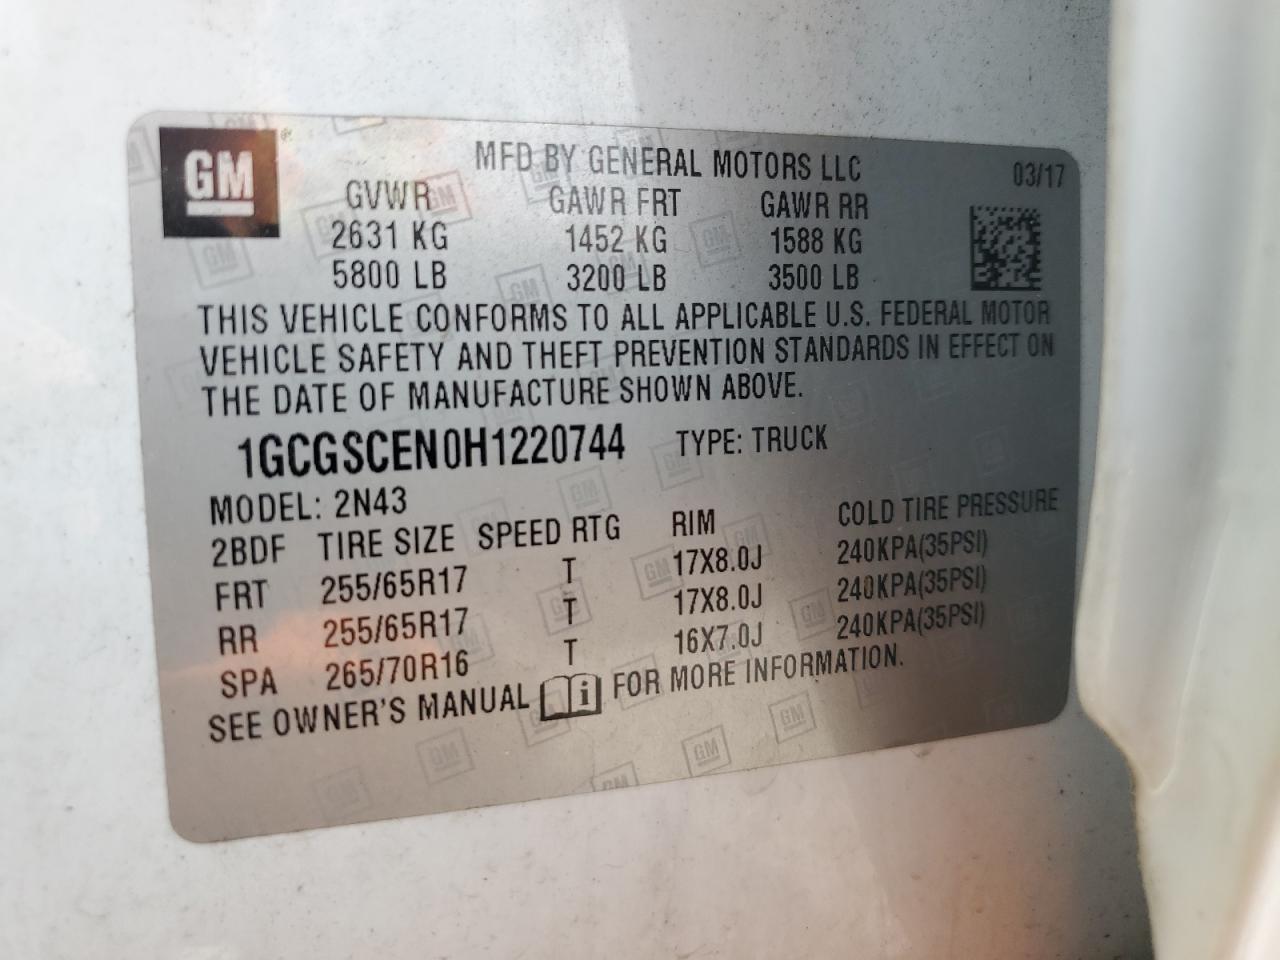 GM
MFD BY GENERAL MOTORS LLC 03/17
GVWR GAWR FRT GAWR RR
2631 KG 1452 KG 1588 KG
5800 LB 3200 LB 3500 LB
THIS VEHICLE CONFORMS TO ALL APPLICABLE U.S. FEDERAL MOTOR
VEHICLE SAFETY AND THEFT PREVENTION STANDARDS IN EFFECT ON
THE DATE OF MANUFACTURE SHOWN ABOVE.
1GCGSCEN0H1220744 TYPE: TRUCK
MODEL: 2N43
2BDF TIRE SIZE SPEED RTG RIM COLD TIRE PRESSURE
FRT 255/65R17 T 17X8.0J 240KPA(35PSI)
RR 255/65R17 T 17X8.0J 240KPA(35PSI)
SPA 265/70R16 T 16X7.0J 240KPA(35PSI)
SEE OWNER'S MANUAL i FOR MORE INFORMATION.